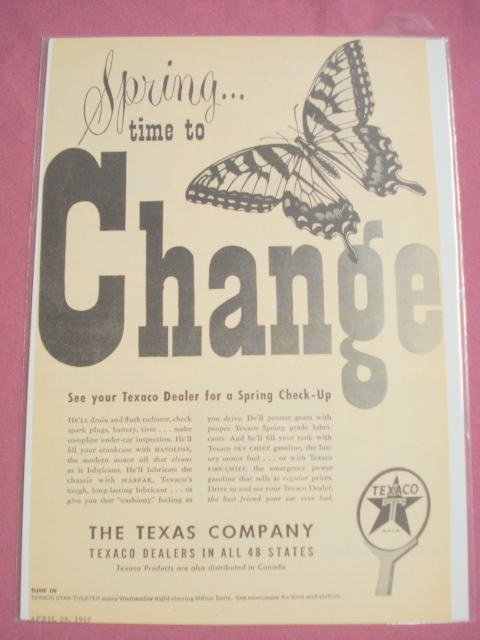 Spring...
time to
Change
See your Texaco Dealer for a Spring Check-Up
HE'LL drain and flush radiator, check
spark plugs, battery, tires . . . make
complete under-car inspection. He'll
fill your crankcase with HAVOLINE,
the modern motor oil that cleans
as it lubricates. He'll lubricate the
chassis with MARFAK, Texaco's
tough, long-lasting lubricant . . . to
give you that "cushiony" feeling as
you drive. He'll protect gears with
proper Texaco Spring grade lubri-
cants. And he'll fill your tank with
Texaco SKY CHIEF gasoline, the lux-
ury motor fuel . . . or with Texaco
FIRE-CHIEF, the emergency power
gasoline that sells at regular prices.
Drive in and see your Texaco Dealer,
the best friend your car ever had.
TEXACO
T
THE TEXAS COMPANY
TEXACO DEALERS IN ALL 48 STATES
Texaco Products are also distributed in Canada
TUNE IN
TEXACO STAR THEATER every Wednesday night starring Milton Berle. See newspaper for time and station.
APRIL 20, 1949